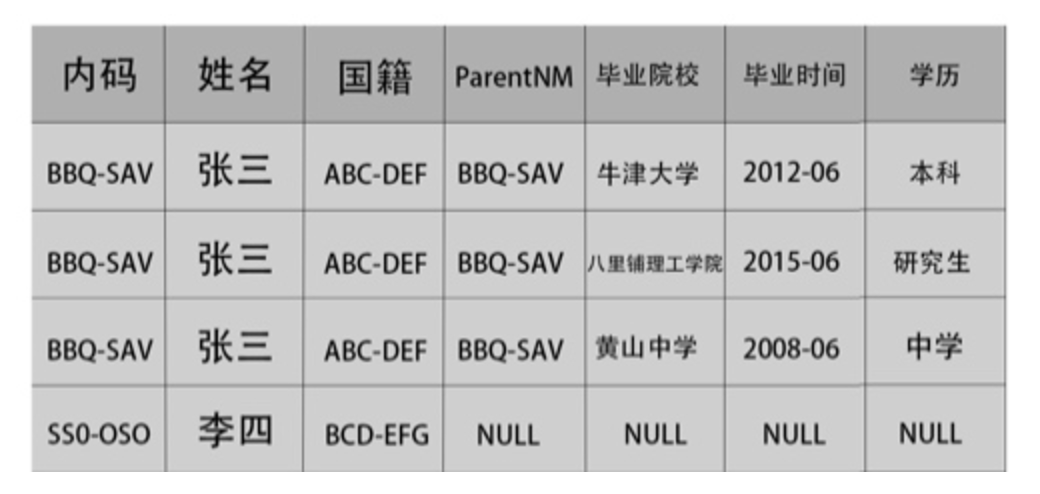 内码 姓名 国籍 ParentNM 毕业院校 毕业时间 学历
BBQ-SAV 张三 ABC-DEF BBQ-SAV 牛津大学 2012-06 本科
BBQ-SAV 张三 ABC-DEF BBQ-SAV 八里铺理工学院 2015-06 研究生
BBQ-SAV 张三 ABC-DEF BBQ-SAV 黄山中学 2008-06 中学
SS0-OSO 李四 BCD-EFG NULL NULL NULL NULL